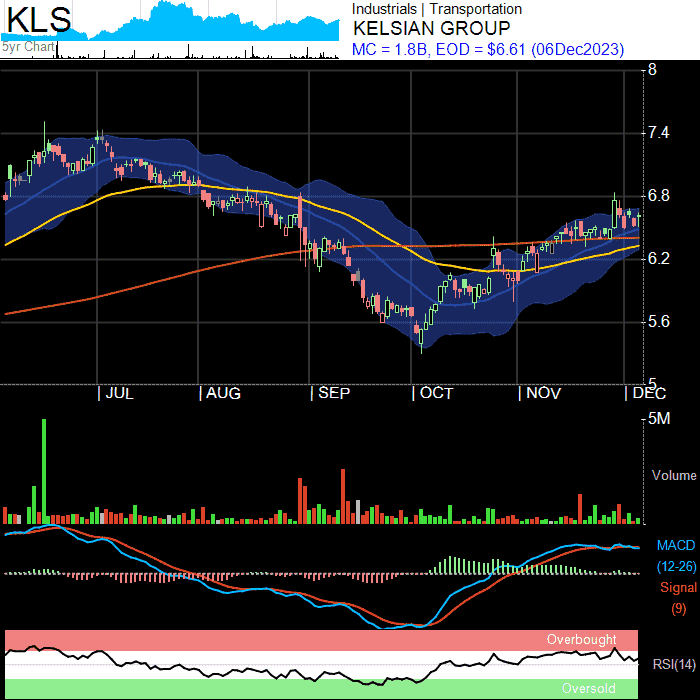 KLS
5yr Chart
Industrials | Transportation
KELSIAN GROUP
MC = 1.8B, EOD = $6.61 (06Dec2023)
8
7.4
6.8
6.2
5.6
5
| JUL | AUG | SEP | OCT | NOV | DEC
5M
Volume
MACD
(12-26)
Signal
(9)
Overbought
RSI(14)
Oversold